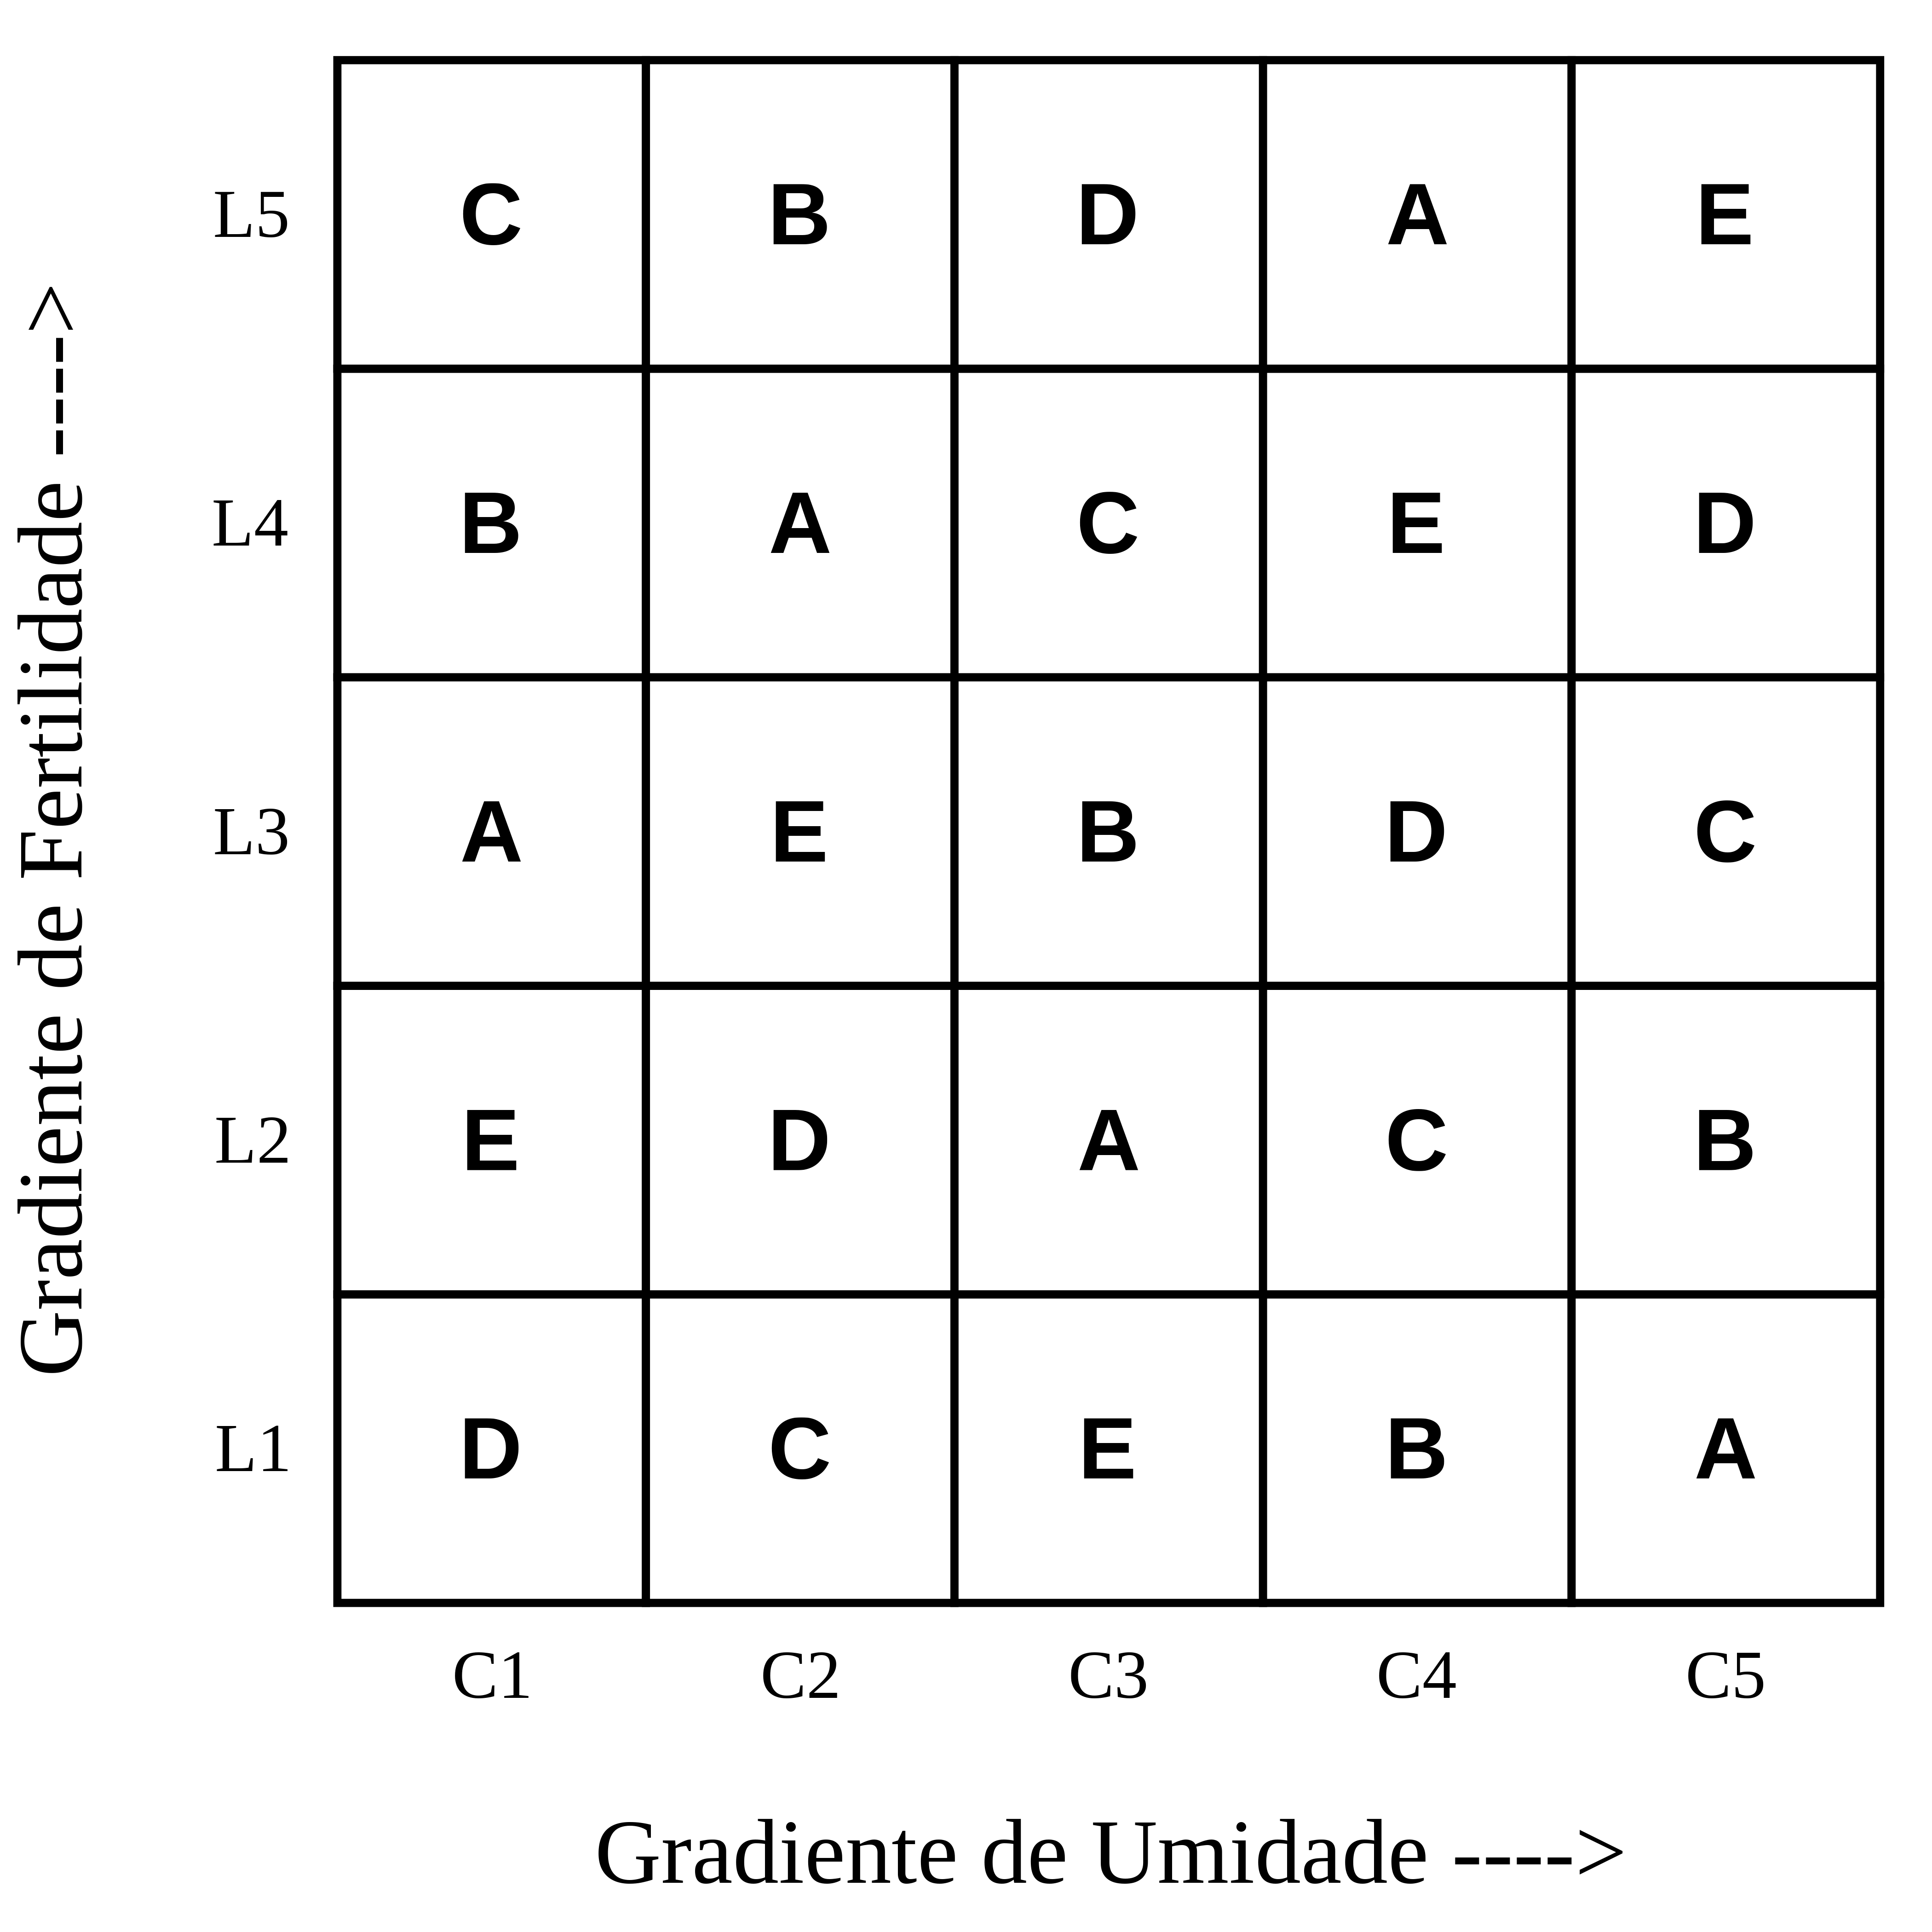 Gradiente de Fertilidade ---->
L5 C B D A E
L4 B A C E D
L3 A E B D C
L2 E D A C B
L1 D C E B A
C1 C2 C3 C4 C5
Gradiente de Umidade ---->